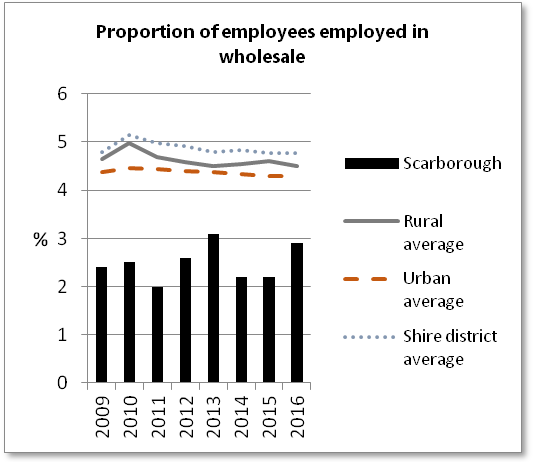 Proportion of employees employed in
wholesale
6
5
4
3
2
1
0
%
2009
2010
2011
2012
2013
2014
2015
2016
Scarborough
Rural
average
Urban
average
Shire district
average